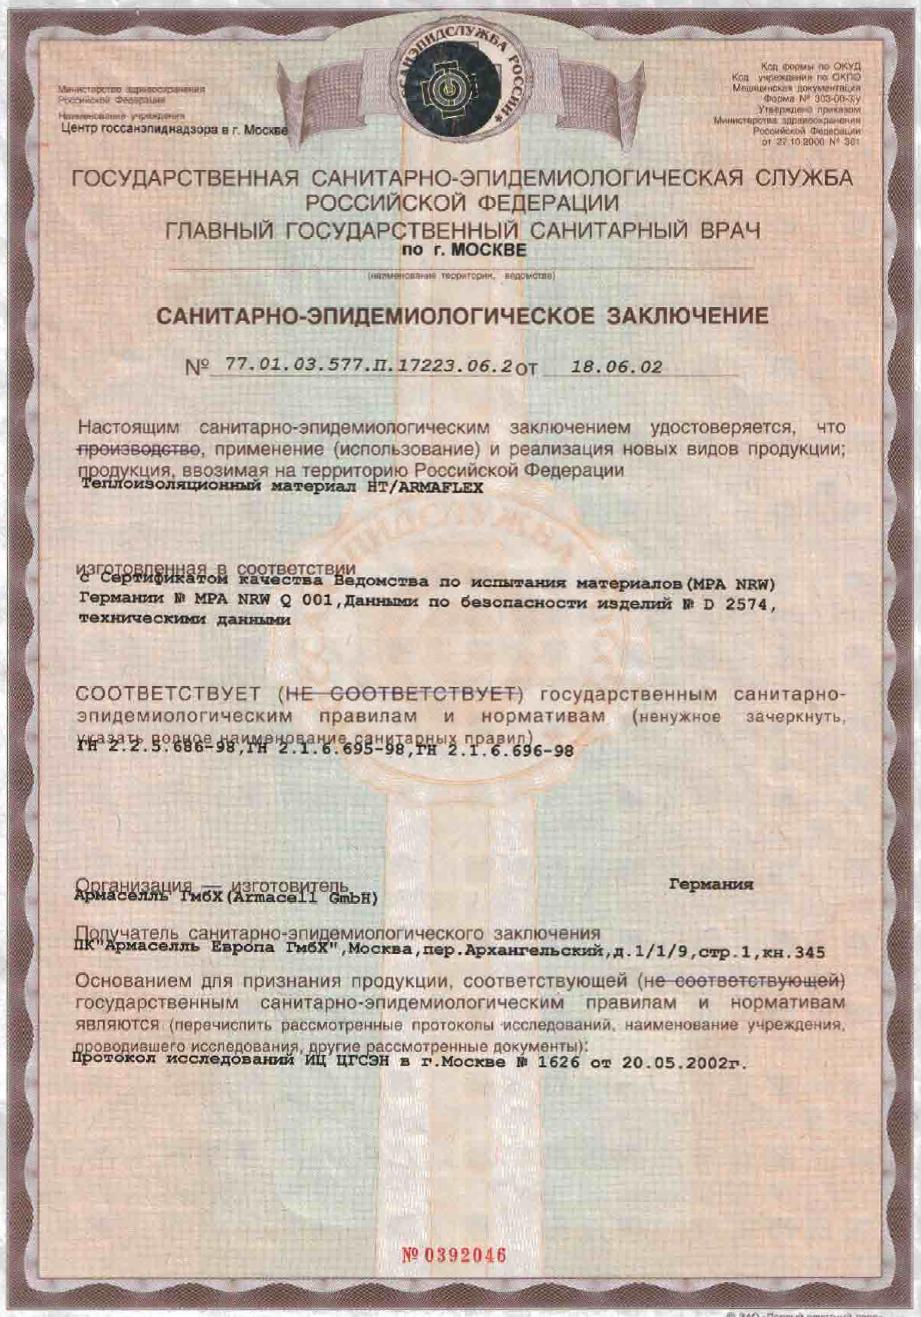 САНЭПИДСЛУЖБА РОССИИ*
Министерство здравоохранения
Российской Федерации
Наименование учреждения
Центр госсанэпиднадзора в г. Москве
Код формы по ОКУД
Код учреждения по ОКПО
Медицинская документация
Форма № 303-00-3/у
Утверждена приказом
Министерства здравоохранения
Российской Федерации
от 27.10.2000 № 381
ГОСУДАРСТВЕННАЯ САНИТАРНО-ЭПИДЕМИОЛОГИЧЕСКАЯ СЛУЖБА
РОССИЙСКОЙ ФЕДЕРАЦИИ
ГЛАВНЫЙ ГОСУДАРСТВЕННЫЙ САНИТАРНЫЙ ВРАЧ
по г. МОСКВЕ
(наименование территории, ведомства)
САНИТАРНО-ЭПИДЕМИОЛОГИЧЕСКОЕ ЗАКЛЮЧЕНИЕ
№ 77.01.03.577.П.17223.06.2 от 18.06.02
Настоящим санитарно-эпидемиологическим заключением удостоверяется, что
производство, применение (использование) и реализация новых видов продукции;
продукция, ввозимая на территорию Российской Федерации
Теплоизоляционный материал HT/ARMAFLEX
изготовленная в соответствии
с Сертификатом качества Ведомства по испытания материалов(MPA NRW)
Германии № MPA NRW Q 001,Данными по безопасности изделий № D 2574,
техническими данными
СООТВЕТСТВУЕТ (НЕ СООТВЕТСТВУЕТ) государственным санитарно-
эпидемиологическим правилам и нормативам (ненужное зачеркнуть,
указать полное наименование санитарных правил)
ГН 2.2.5.686-98,ГН 2.1.6.695-98,ГН 2.1.6.696-98
Организация — изготовитель
Армаселль ГмбХ(Armacell GmbH) Германия
Получатель санитарно-эпидемиологического заключения
ПК"Армаселль Европа ГмбХ",Москва,пер.Архангельский,д.1/1/9,стр.1,кн.345
Основанием для признания продукции, соответствующей (не соответствующей)
государственным санитарно-эпидемиологическим правилам и нормативам
являются (перечислить рассмотренные протоколы исследований, наименование учреждения,
проводившего исследования, другие рассмотренные документы):
Протокол исследований ИЦ ЦГСЭН в г.Москве № 1626 от 20.05.2002г.
№ 0392046